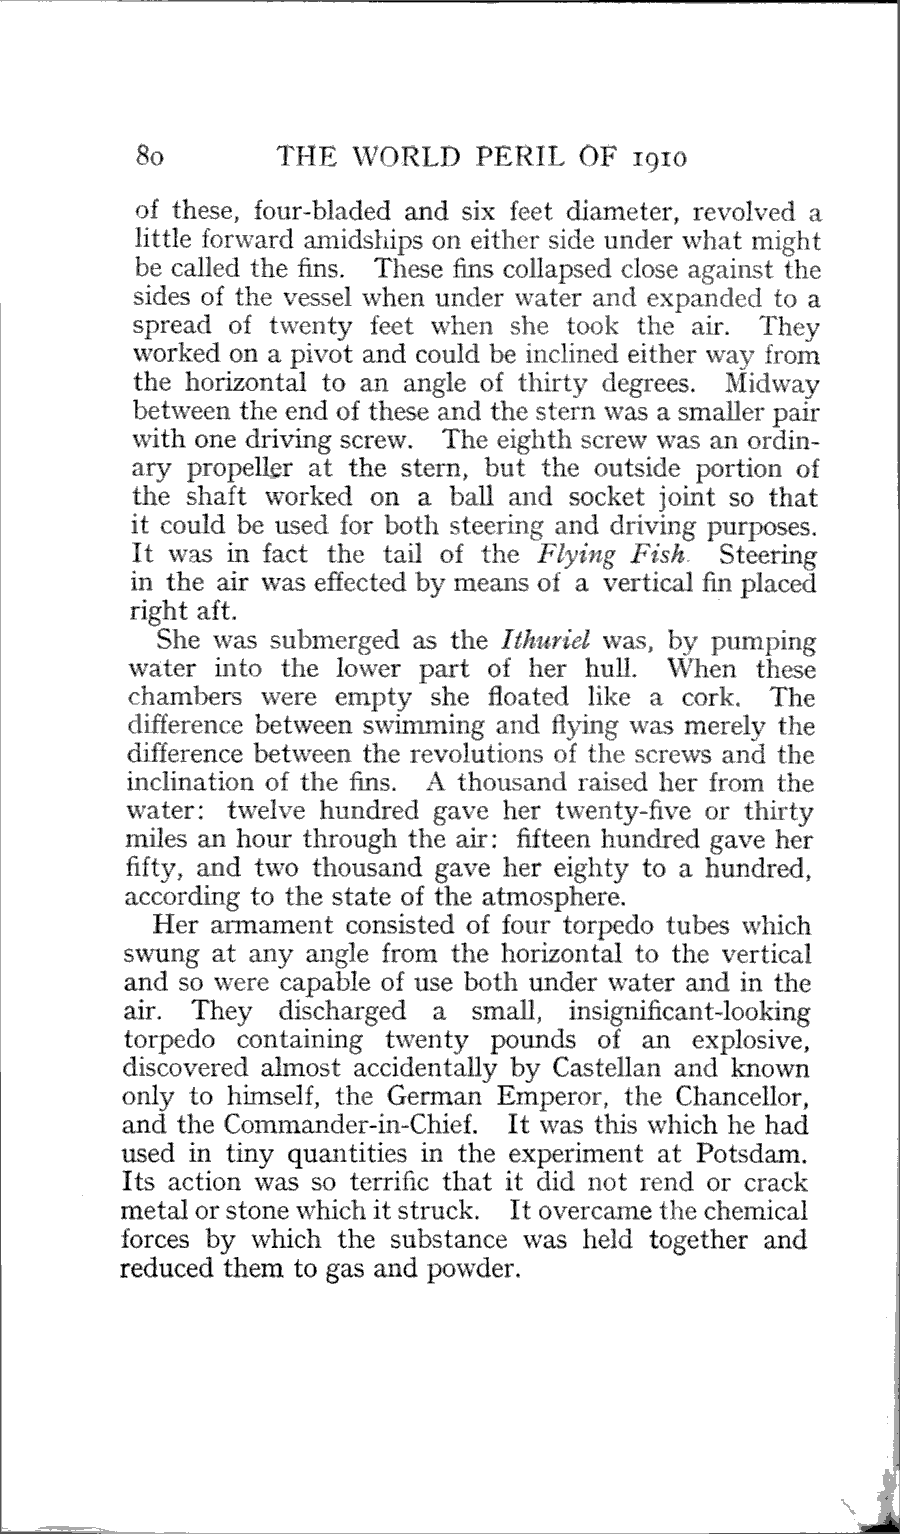 80 THE WORLD PERIL OF 1910
of these, four-bladed and six feet diameter, revolved a
little forward amidships on either side under what might
be called the fins. These fins collapsed close against the
sides of the vessel when under water and expanded to a
spread of twenty feet when she took the air. They
worked on a pivot and could be inclined either way from
the horizontal to an angle of thirty degrees. Midway
between the end of these and the stern was a smaller pair
with one driving screw. The eighth screw was an ordin-
ary propeller at the stern, but the outside portion of
the shaft worked on a ball and socket joint so that
it could be used for both steering and driving purposes.
It was in fact the tail of the Flying Fish. Steering
in the air was effected by means of a vertical fin placed
right aft.
She was submerged as the Ithuriel was, by pumping
water into the lower part of her hull. When these
chambers were empty she floated like a cork. The
difference between swimming and flying was merely the
difference between the revolutions of the screws and the
inclination of the fins. A thousand raised her from the
water: twelve hundred gave her twenty-five or thirty
miles an hour through the air: fifteen hundred gave her
fifty, and two thousand gave her eighty to a hundred,
according to the state of the atmosphere.
Her armament consisted of four torpedo tubes which
swung at any angle from the horizontal to the vertical
and so were capable of use both under water and in the
air. They discharged a small, insignificant-looking
torpedo containing twenty pounds of an explosive,
discovered almost accidentally by Castellan and known
only to himself, the German Emperor, the Chancellor,
and the Commander-in-Chief. It was this which he had
used in tiny quantities in the experiment at Potsdam.
Its action was so terrific that it did not rend or crack
metal or stone which it struck. It overcame the chemical
forces by which the substance was held together and
reduced them to gas and powder.